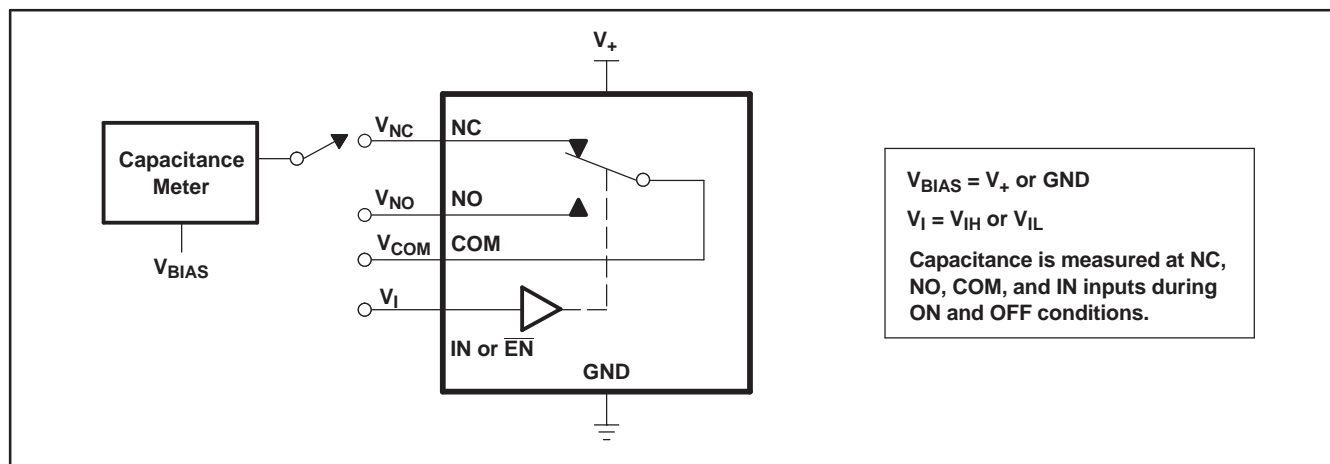 V+
Capacitance
Meter
VBIAS
VNC
NC
VNO
NO
VCOM
COM
VI
IN or E̅N̅
GND
VBIAS = V+ or GND
VI = VIH or VIL
Capacitance is measured at NC,
NO, COM, and IN inputs during
ON and OFF conditions.